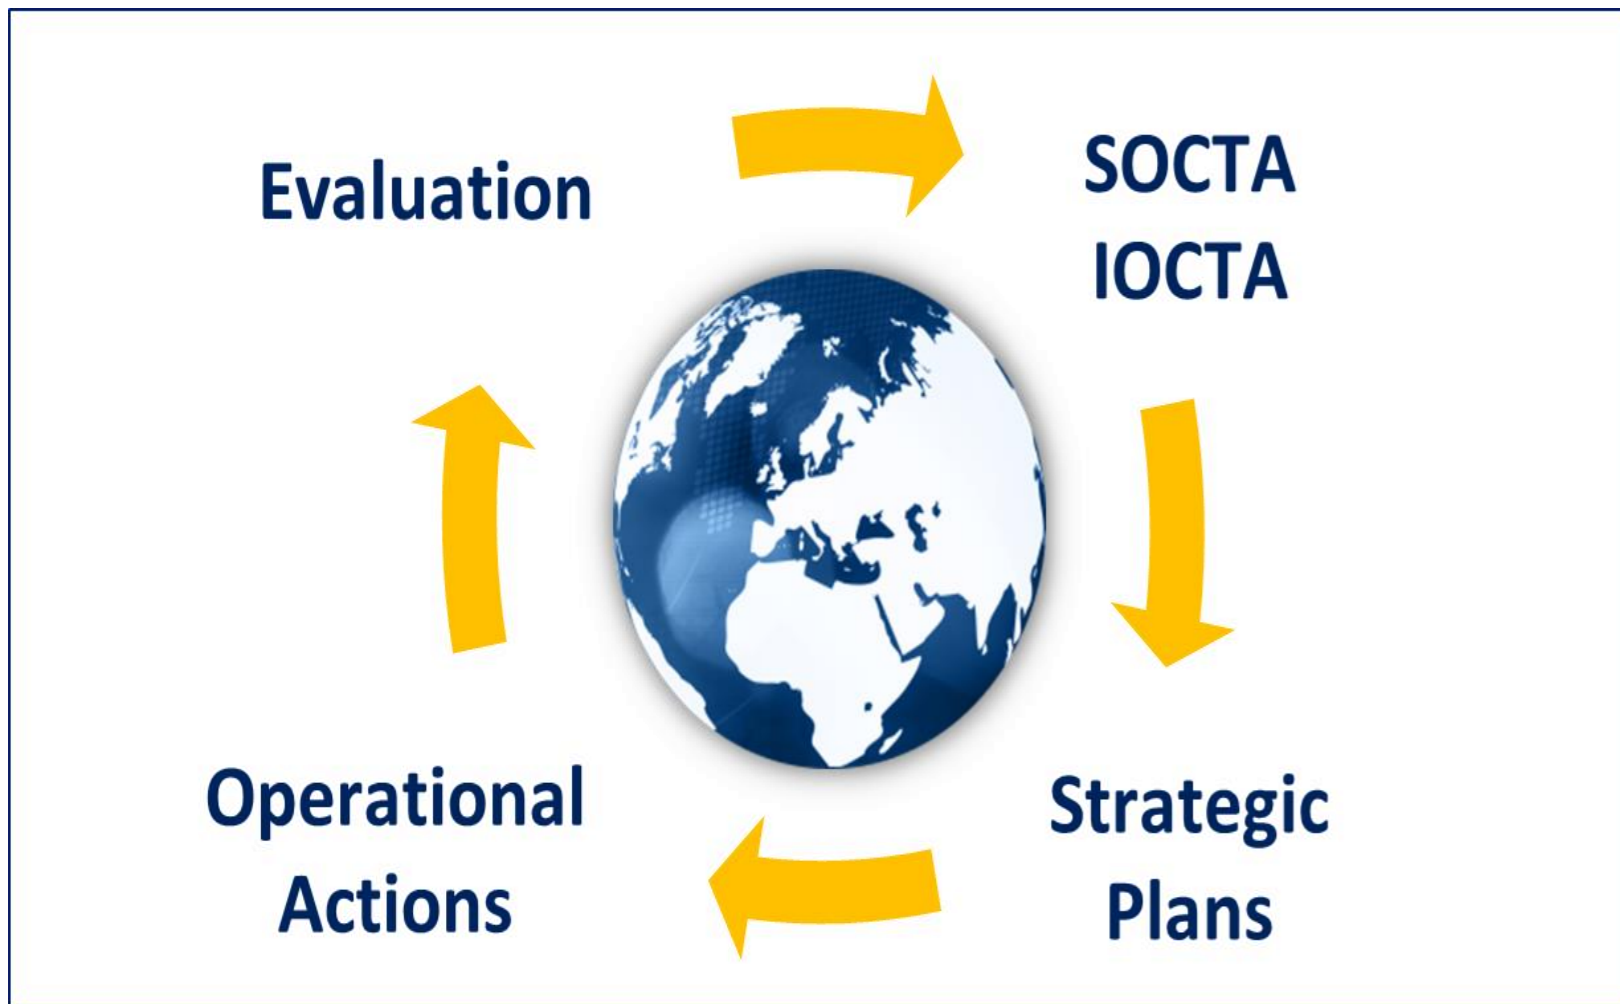 Evaluation
SOCTA
IOCTA
Strategic
Plans
Operational
Actions